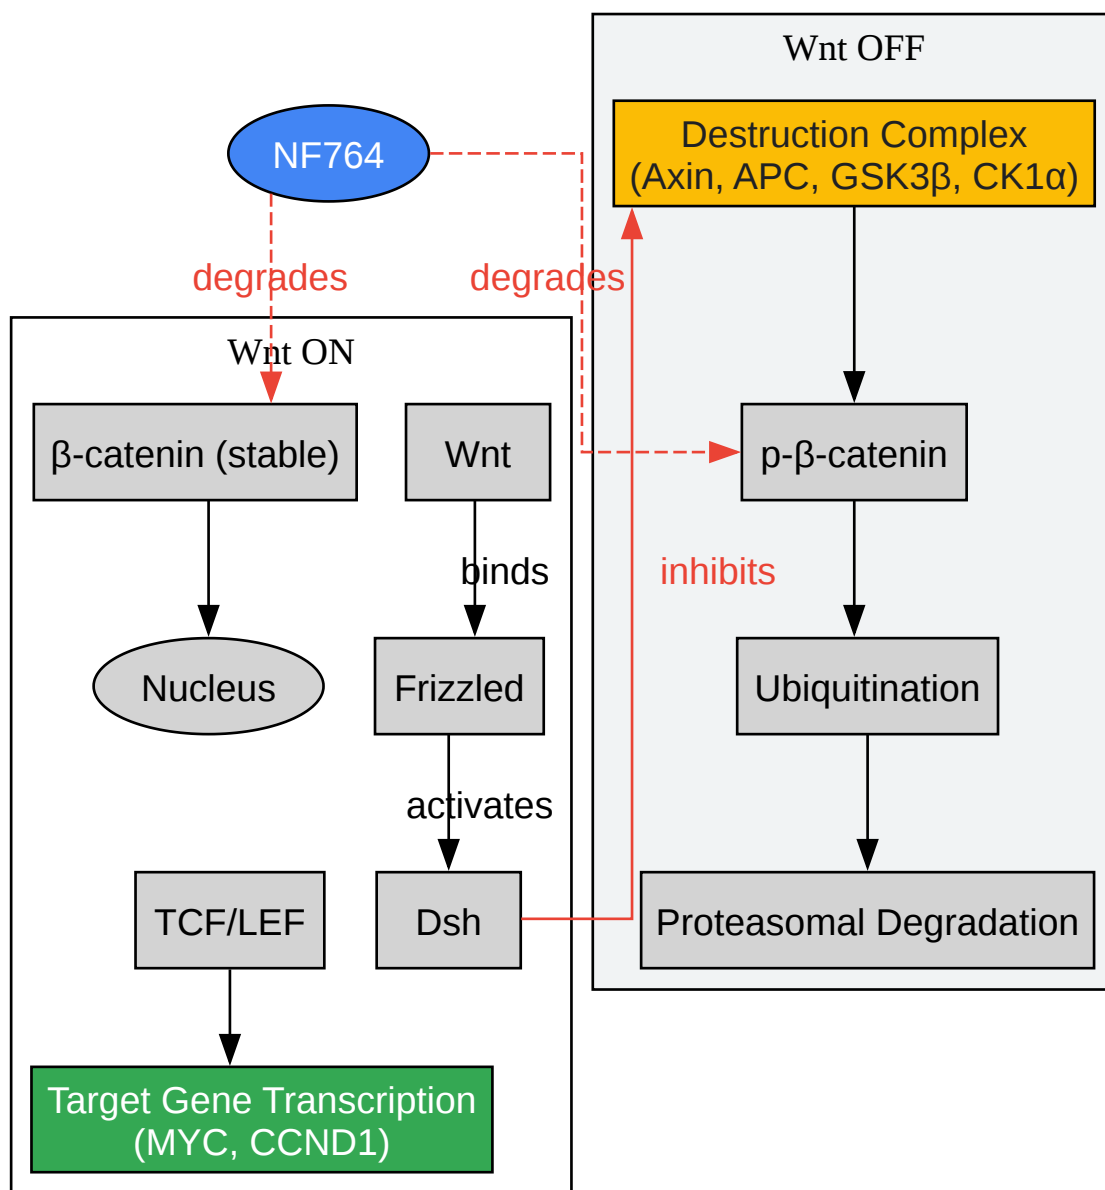 Wnt OFF
Destruction Complex
(Axin, APC, GSK3β, CK1α)
NF764
degrades
degrades
Wnt ON
β-catenin (stable)
Wnt
p-β-catenin
binds
inhibits
Nucleus
Frizzled
Ubiquitination
activates
TCF/LEF
Dsh
Proteasomal Degradation
Target Gene Transcription
(MYC, CCND1)